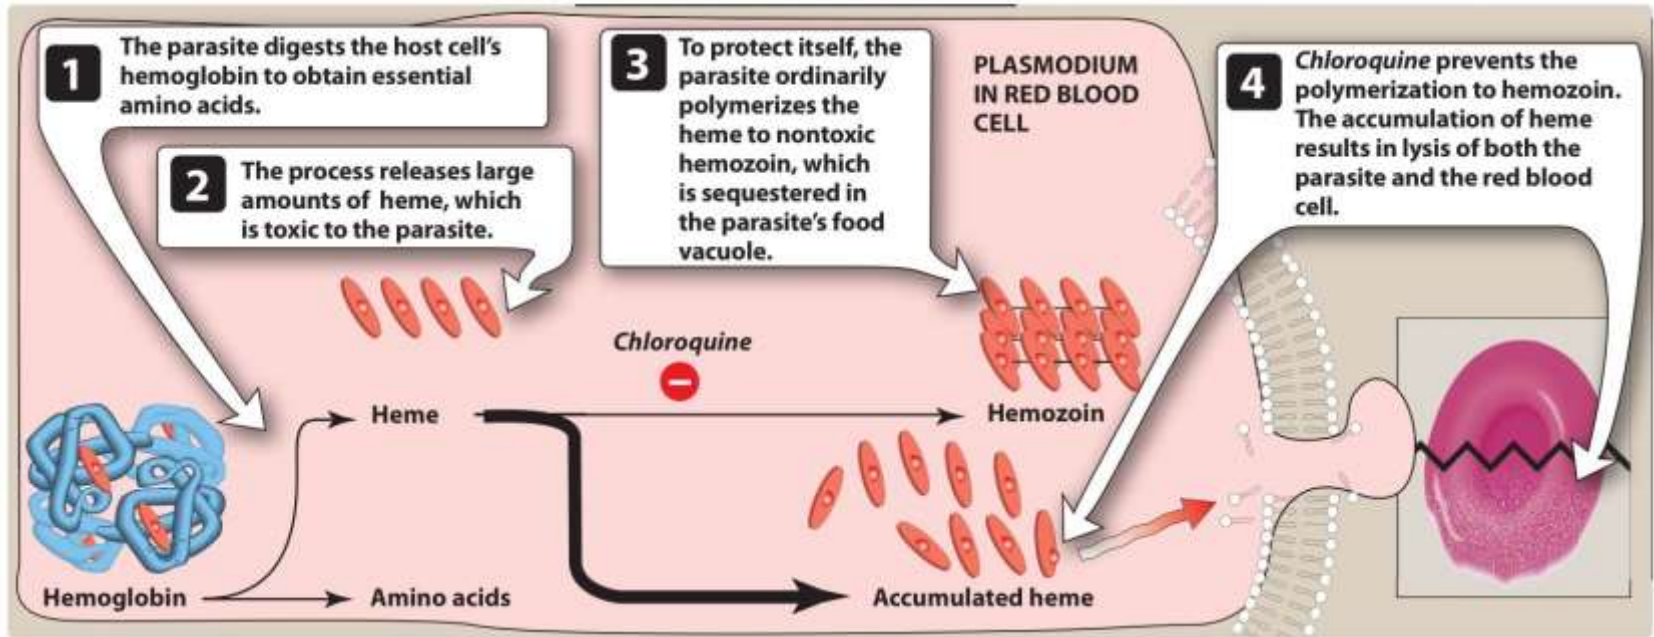 1
The parasite digests the host cell's
hemoglobin to obtain essential
amino acids.
2
The process releases large
amounts of heme, which
is toxic to the parasite.
3
To protect itself, the
parasite ordinarily
polymerizes the
heme to nontoxic
hemozoin, which
is sequestered in
the parasite's food
vacuole.
PLASMODIUM
IN RED BLOOD
CELL
4
Chloroquine prevents the
polymerization to hemozoin.
The accumulation of heme
results in lysis of both the
parasite and the red blood
cell.
Chloroquine
Heme
Hemozoin
Hemoglobin
Amino acids
Accumulated heme